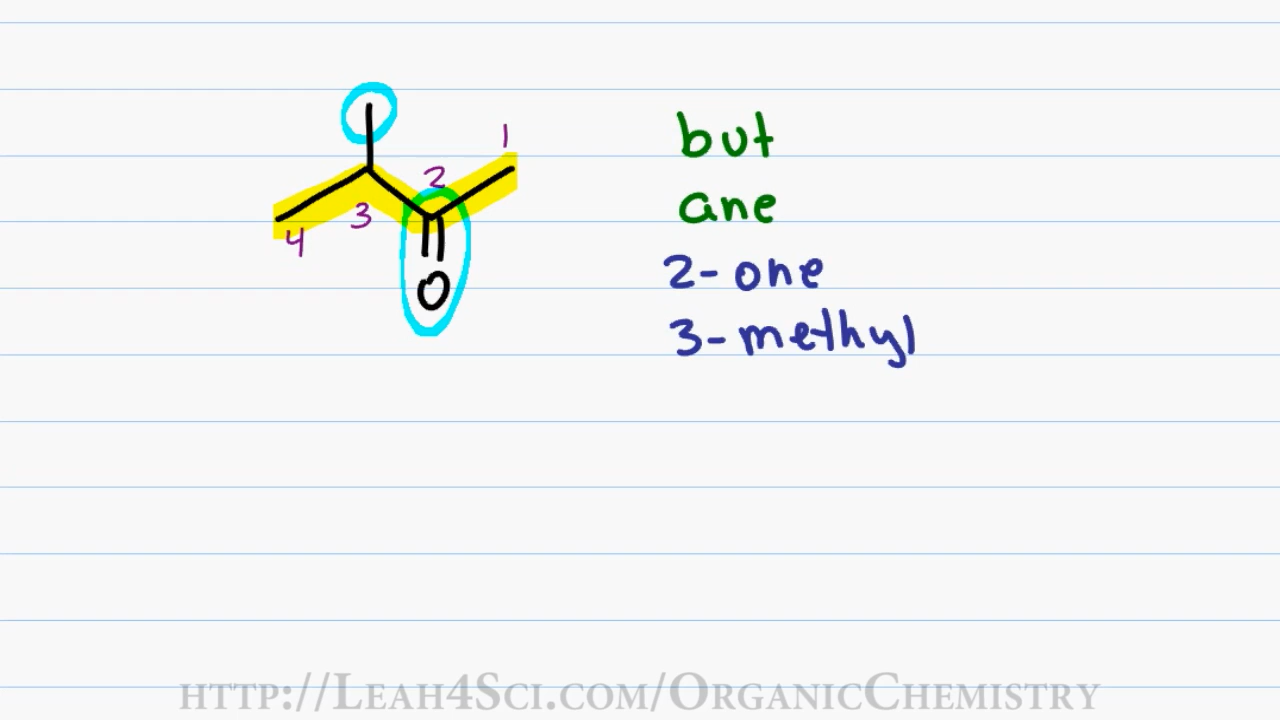 1
2
3
4
O
but
ane
2-one
3-methyl
HTTP://LEAH4SCI.COM/ORGANICCHEMISTRY